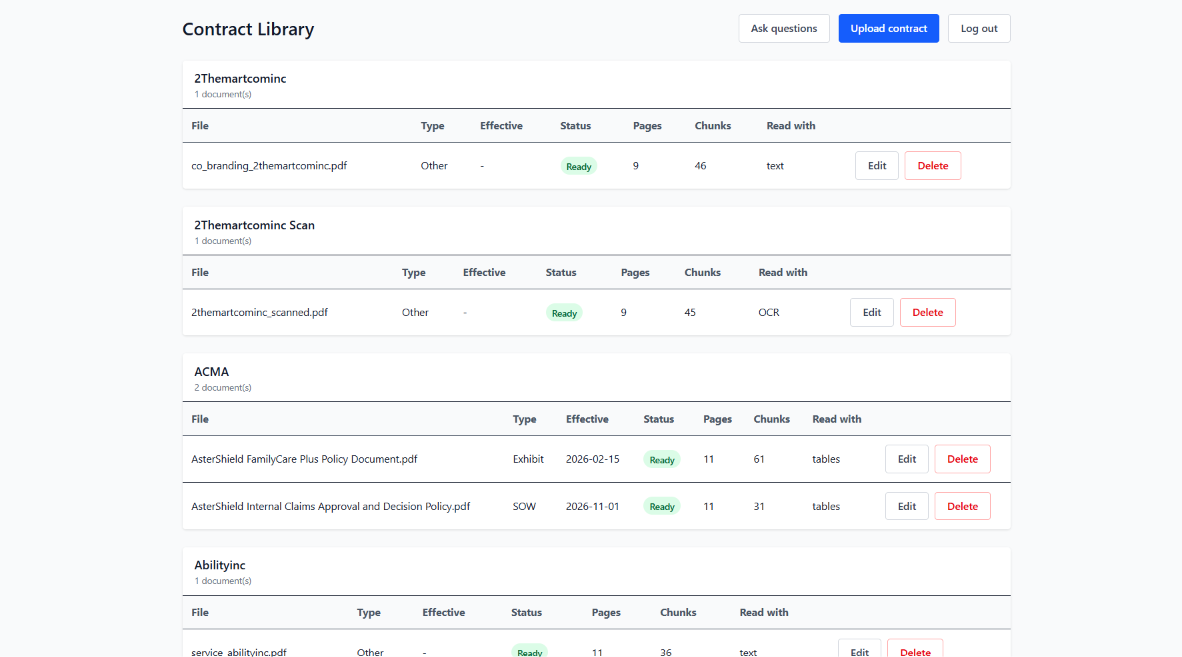 Contract Library Ask questions Upload contract Log out
2Themartcominc
1 document(s)
File Type Effective Status Pages Chunks Read with
co_branding_2themartcominc.pdf Other - Ready 9 46 text Edit Delete
2Themartcominc Scan
1 document(s)
File Type Effective Status Pages Chunks Read with
2themartcominc_scanned.pdf Other - Ready 9 45 OCR Edit Delete
ACMA
2 document(s)
File Type Effective Status Pages Chunks Read with
AsterShield FamilyCare Plus Policy Document.pdf Exhibit 2026-02-15 Ready 11 61 tables Edit Delete
AsterShield Internal Claims Approval and Decision Policy.pdf SOW 2026-11-01 Ready 11 31 tables Edit Delete
Abilityinc
1 document(s)
File Type Effective Status Pages Chunks Read with
service_abilityinc.pdf Other - Ready 11 36 text Edit Delete